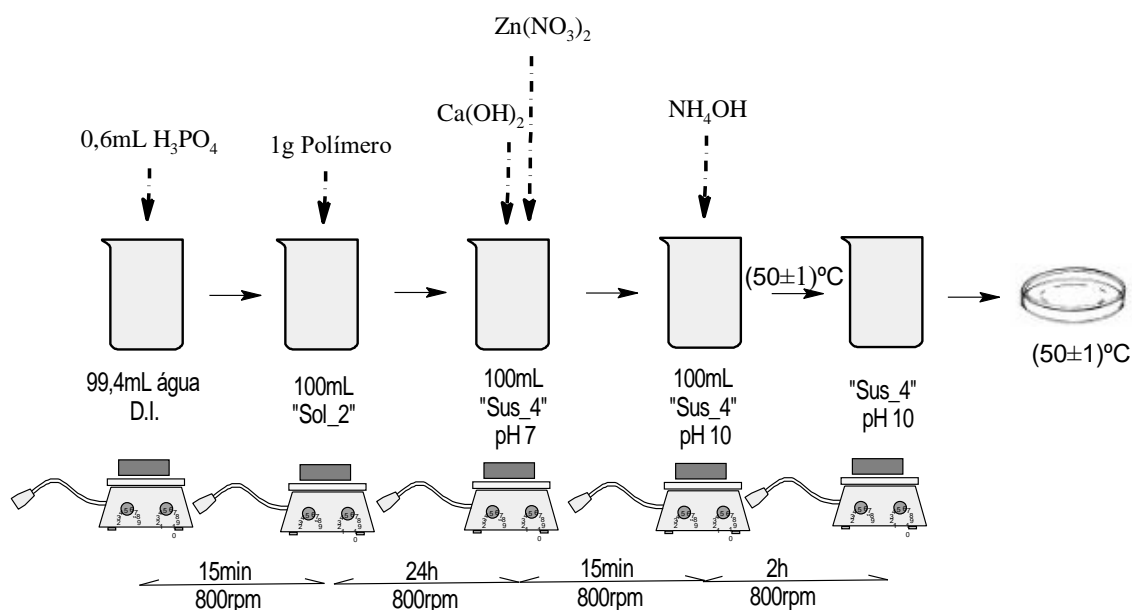 Zn(NO₃)₂
Ca(OH)₂
NH₄OH
0,6mL H₃PO₄
1g Polímero
(50±1)ºC
(50±1)ºC
99,4mL água
D.I.
100mL
"Sol_2"
100mL
"Sus_4"
pH 7
100mL
"Sus_4"
pH 10
"Sus_4"
pH 10
15min
800rpm
24h
800rpm
15min
800rpm
2h
800rpm